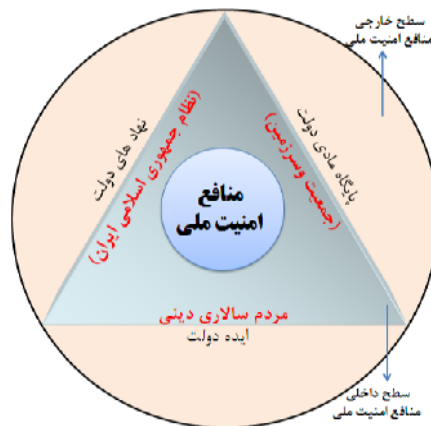 سطح خارجی
منافع امنیت ملی
نهاد های دولت
(نظام جمهوری اسلامی ایران)
پایگاه مادی دولت
(جمعیت وسرزمین)
منافع
امنیت ملی
مردم سالاری دینی
ایده دولت
سطح داخلی
منافع امنیت ملی